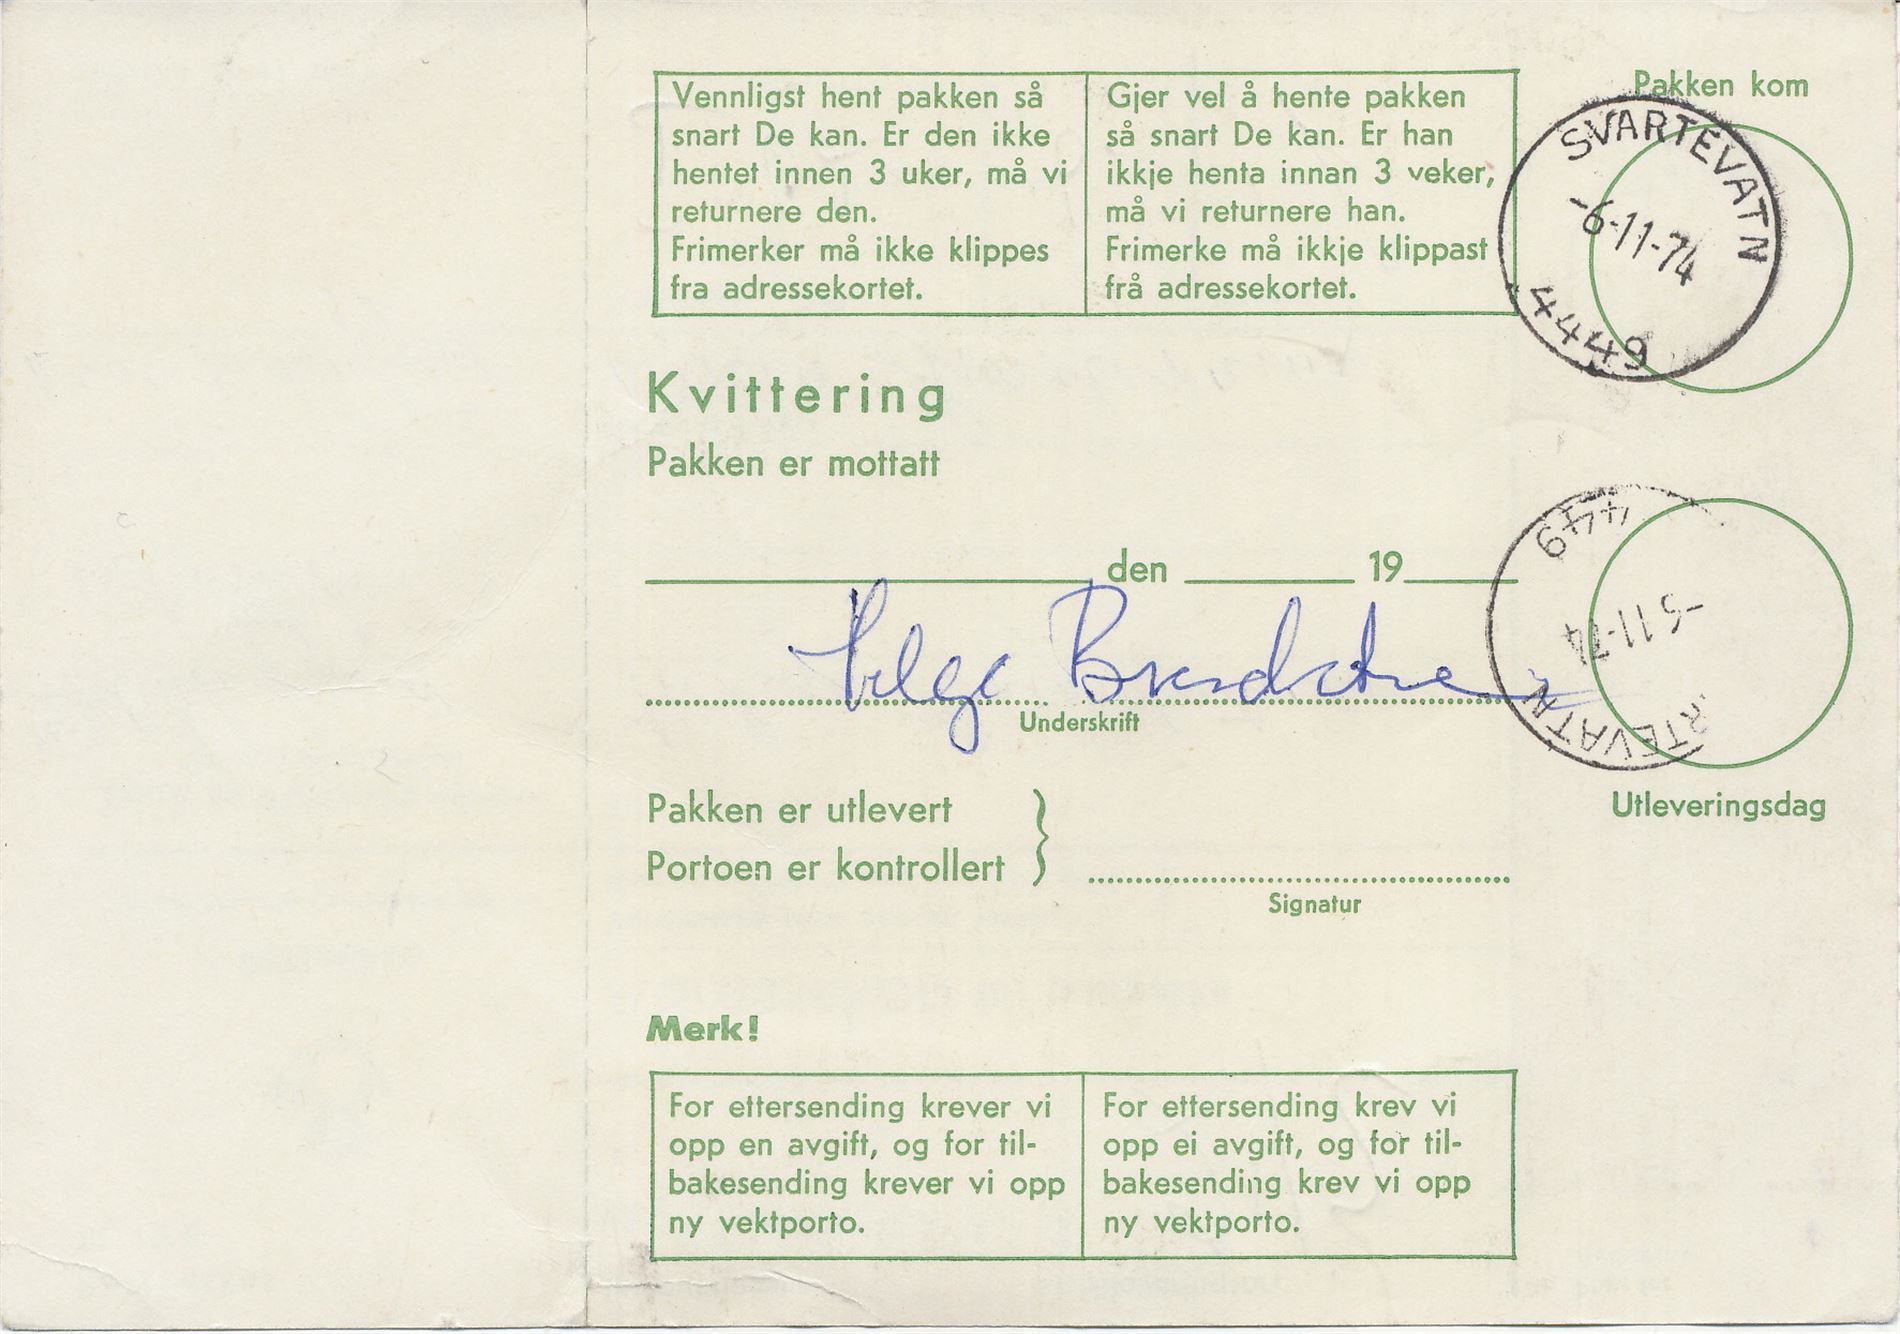 Vennligst hent pakken så
snart De kan. Er den ikke
hentet innen 3 uker, må vi
returnere den.
Frimerker må ikke klippes
fra adressekortet.
Gjer vel å hente pakken
så snart De kan. Er han
ikkje henta innan 3 veker,
må vi returnere han.
Frimerke må ikkje klippast
frå adressekortet.
Pakken kom
SVARTEVATN
-6-11-74
4449
Kvittering
Pakken er mottatt
den 19
Helge
Underskrift
449
-5 11-74
RTEVATN
Utleveringsdag
Pakken er utlevert
Portoen er kontrollert }
Signatur
Merk!
For ettersending krever vi
opp en avgift, og for til-
bakesending krever vi opp
ny vektporto.
For ettersending krev vi
opp ei avgift, og for til-
bakesending krev vi opp
ny vektporto.